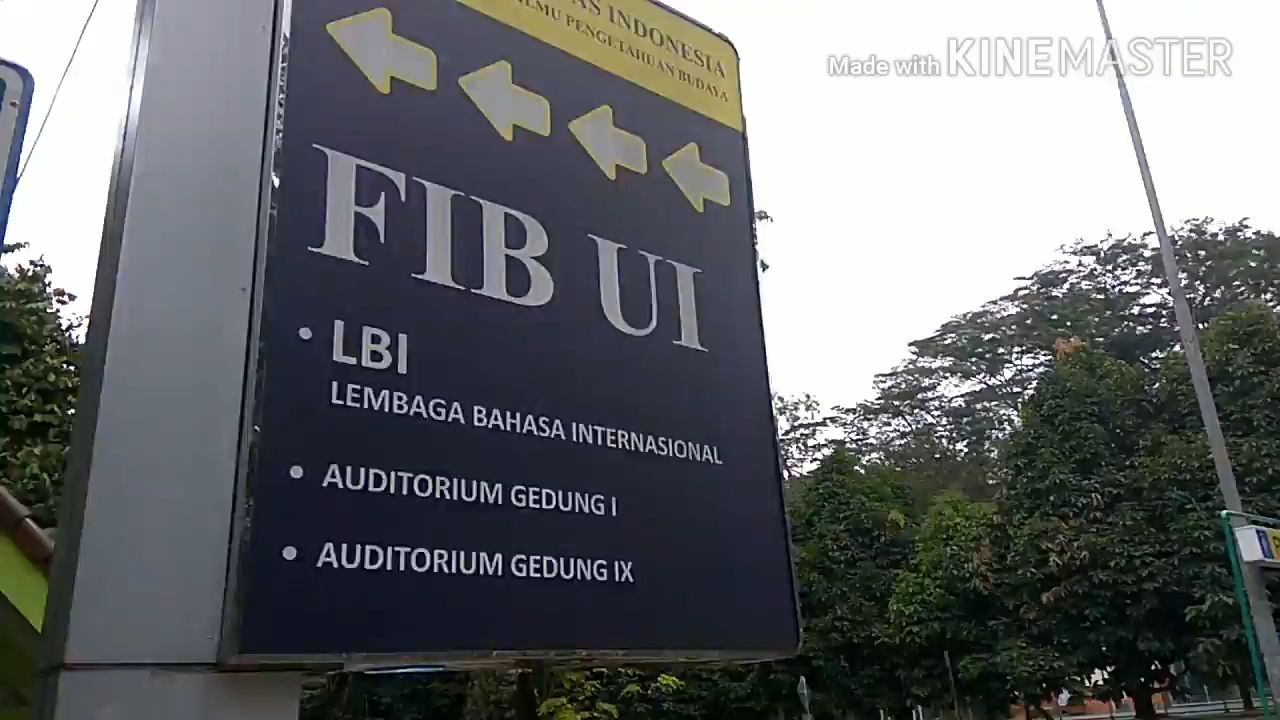 Made with KINEMASTER
AS INDONESIA
ILMU PENGETAHUAN BUDAYA
FIB UI
• LBI
LEMBAGA BAHASA INTERNASIONAL
• AUDITORIUM GEDUNG I
• AUDITORIUM GEDUNG IX